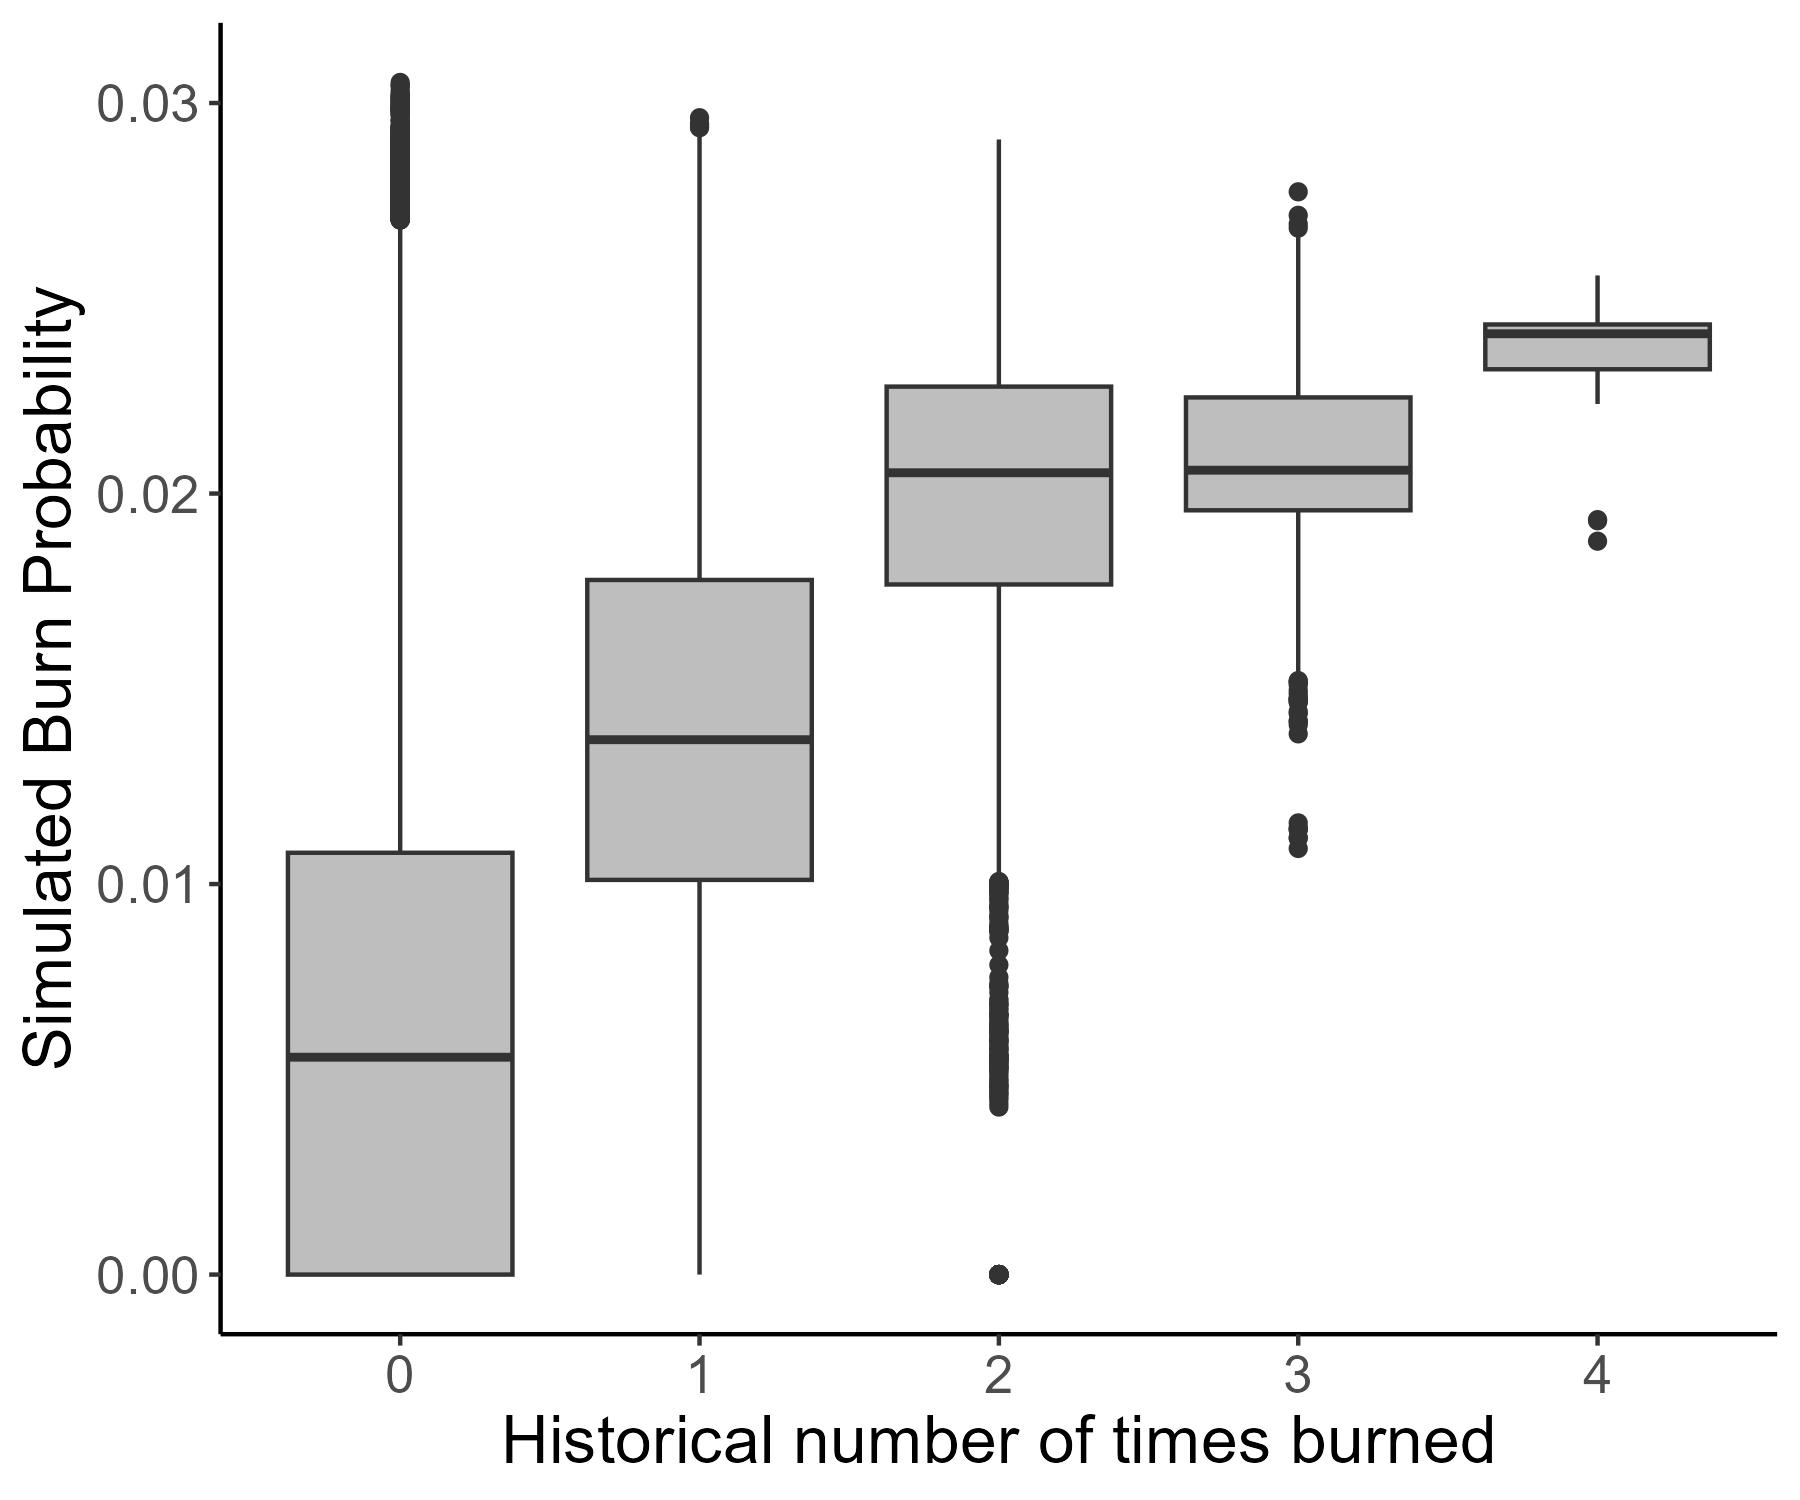 Simulated Burn Probability
0.03
0.02
0.01
0.00
0 1 2 3 4
Historical number of times burned